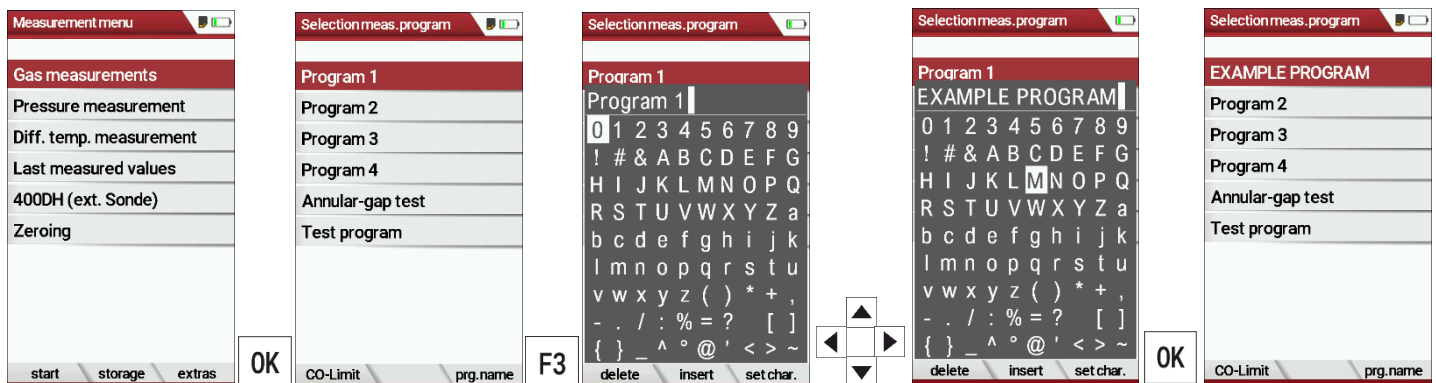 Measurement menu
Gas measurements
Pressure measurement
Diff. temp. measurement
Last measured values
400DH (ext. Sonde)
Zeroing
start storage extras
OK
Selection meas. program
Program 1
Program 2
Program 3
Program 4
Annular-gap test
Test program
CO-Limit prg.name
F3
Selection meas. program
Program 1
Program 1
0 1 2 3 4 5 6 7 8 9
! # & A B C D E F G
H I J K L M N O P Q
R S T U V W X Y Z a
b c d e f g h i j k
l m n o p q r s t u
v w x y z ( ) * + ,
- . / : % = ? [ ]
{ } _ ^ ° @ ' < > ~
delete insert set char.
Selection meas. program
Program 1
EXAMPLE PROGRAM
0 1 2 3 4 5 6 7 8 9
! # & A B C D E F G
H I J K L M N O P Q
R S T U V W X Y Z a
b c d e f g h i j k
l m n o p q r s t u
v w x y z ( ) * + ,
- . / : % = ? [ ]
{ } _ ^ ° @ ' < > ~
delete insert set char.
OK
Selection meas. program
EXAMPLE PROGRAM
Program 2
Program 3
Program 4
Annular-gap test
Test program
CO-Limit prg.name